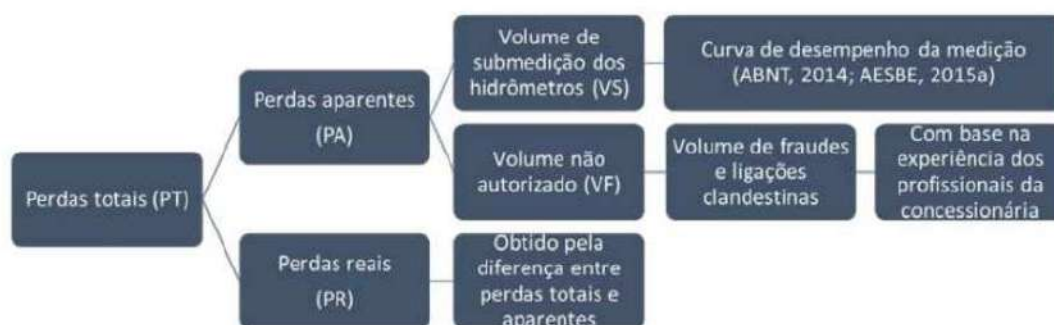 Perdas totais (PT)
Perdas aparentes
(PA)
Volume de
submedição dos
hidrômetros (VS)
Curva de desempenho da medição
(ABNT, 2014; AESBE, 2015a)
Volume não
autorizado (VF)
Volume de fraudes
e ligações
clandestinas
Com base na
experiência dos
profissionais da
concessionária
Perdas reais
(PR)
Obtido pela
diferença entre
perdas totais e
aparentes